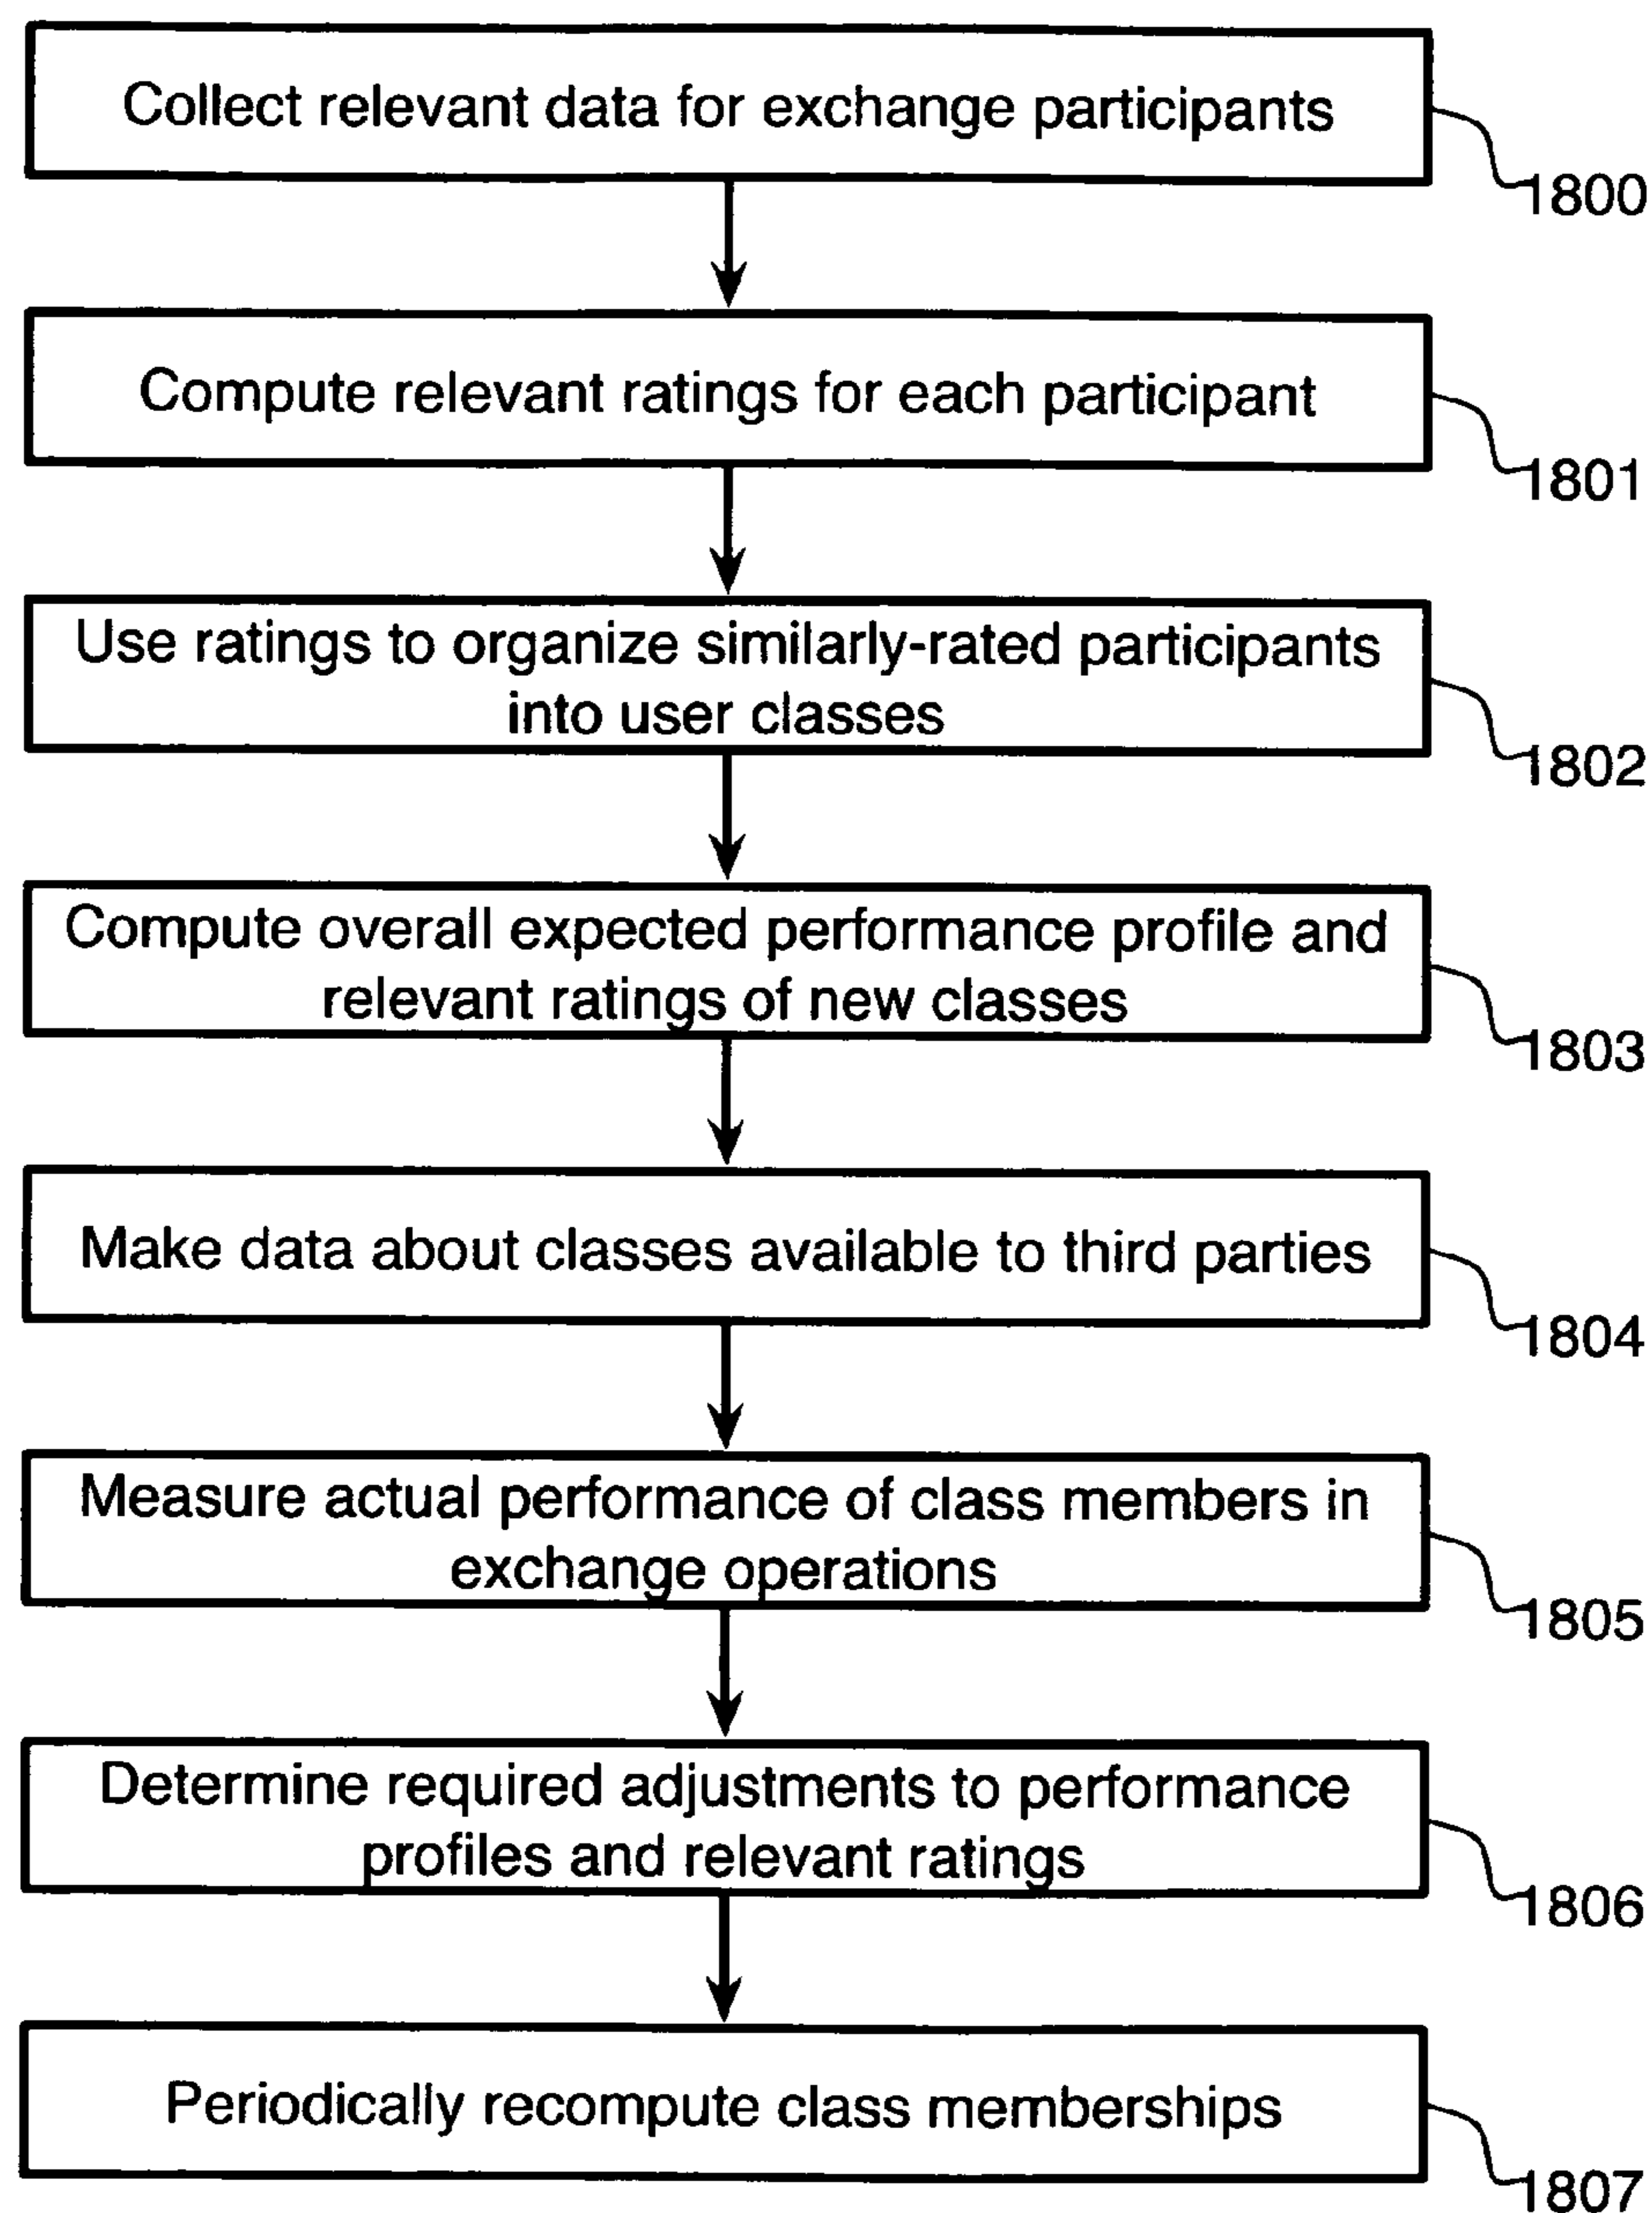 Collect relevant data for exchange participants
1800
Compute relevant ratings for each participant
1801
Use ratings to organize similarly-rated participants
into user classes
1802
Compute overall expected performance profile and
relevant ratings of new classes
1803
Make data about classes available to third parties
1804
Measure actual performance of class members in
exchange operations
1805
Determine required adjustments to performance
profiles and relevant ratings
1806
Periodically recompute class memberships
1807